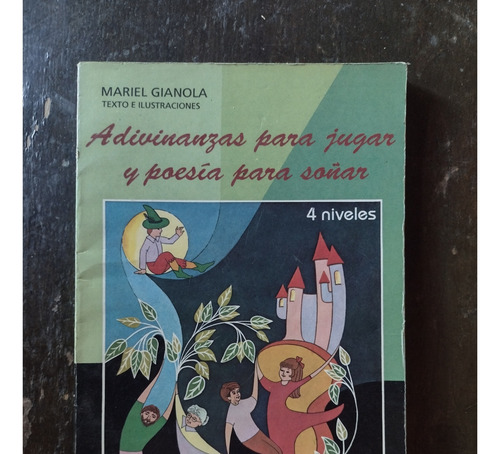 MARIEL GIANOLA
TEXTO E ILUSTRACIONES
Adivinanzas para jugar
y poesía para soñar
4 niveles